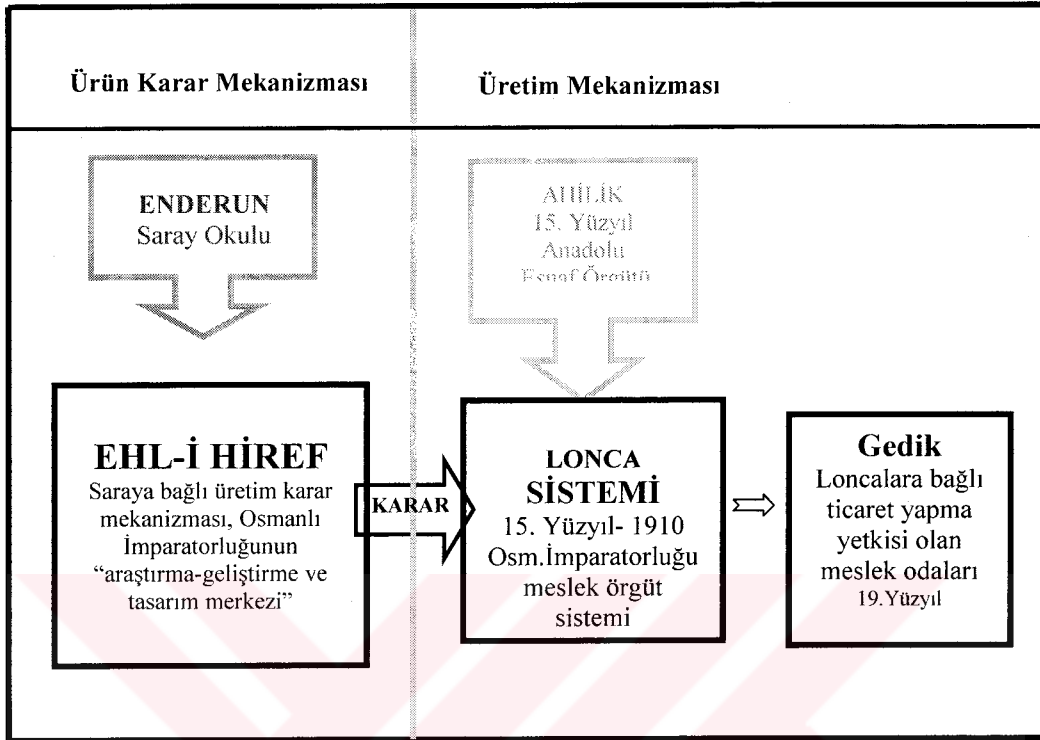 Ürün Karar Mekanizması
Üretim Mekanizması
ENDERUN
Saray Okulu
AHİLİK
15. Yüzyıl
Anadolu
Esnaf Örgütü
EHL-İ HİREF
Saraya bağlı üretim karar
mekanizması, Osmanlı
İmparatorluğunun
“araştırma-geliştirme ve
tasarım merkezi”
KARAR
LONCA
SİSTEMİ
15. Yüzyıl- 1910
Osm.İmparatorluğu
meslek örgüt
sistemi
Gedik
Loncalara bağlı
ticaret yapma
yetkisi olan
meslek odaları
19.Yüzyıl